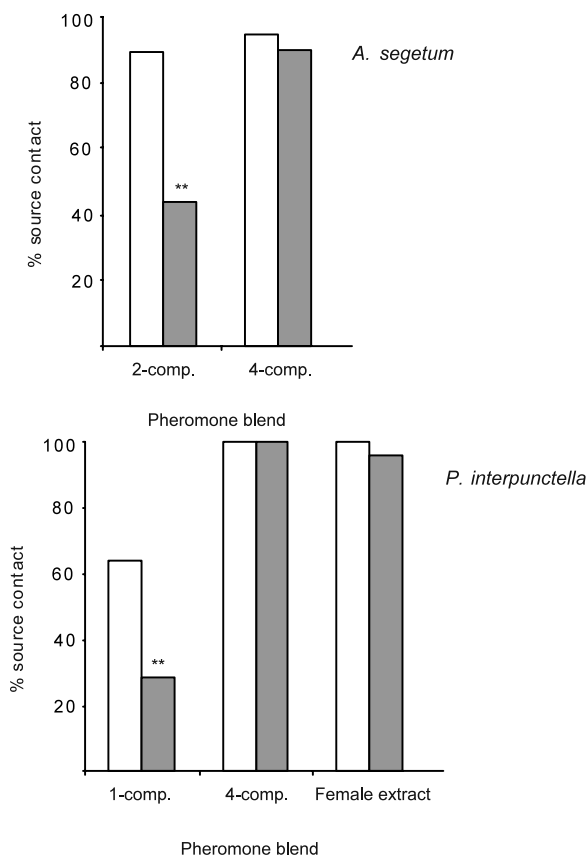 100
80
60
40
20
% source contact
**
A. segetum
2-comp.
4-comp.
Pheromone blend
100
80
60
40
20
% source contact
**
P. interpunctella
1-comp.
4-comp.
Female extract
Pheromone blend